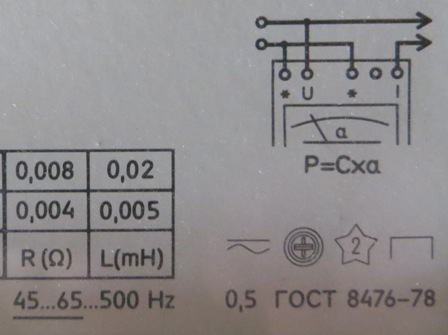 * U * I
α
P=Cxα
0,008 0,02
0,004 0,005
R(Ω) L(mH)
2
45...65...500 Hz
0,5 ГОСТ 8476-78